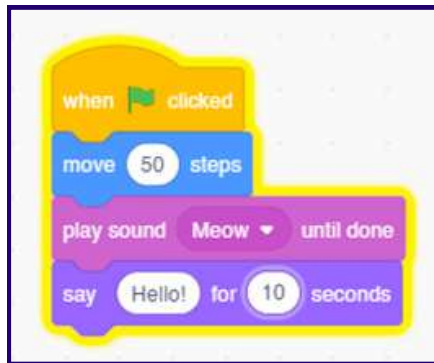 when clicked
move 50 steps
play sound Meow until done
say Hello! for 10 seconds